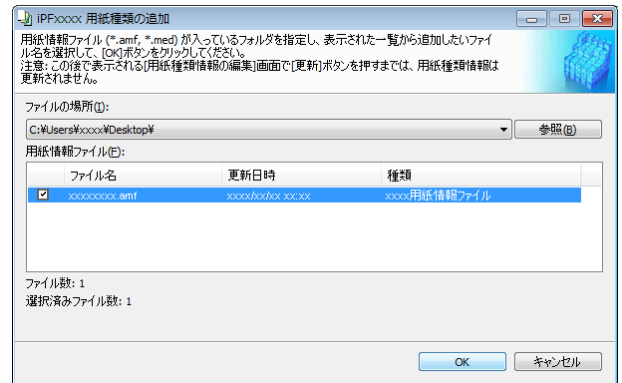 iPFxxxx 用紙種類の追加
用紙情報ファイル (*.amf, *.med) が入っているフォルダを指定し、表示された一覧から追加したいファイ
ル名を選択して、[OK]ボタンをクリックしてください。
注意: この後で表示される[用紙種類情報の編集]画面で[更新]ボタンを押すまでは、用紙種類情報は
更新されません。
ファイルの場所(I):
C:¥Users¥xxxx¥Desktop¥
参照(B)
用紙情報ファイル(F):
ファイル名 更新日時 種類
xxxxxxxx.amf xxxx/xx/xx xx:xx xxxx用紙情報ファイル
ファイル数: 1
選択済みファイル数: 1
OK キャンセル